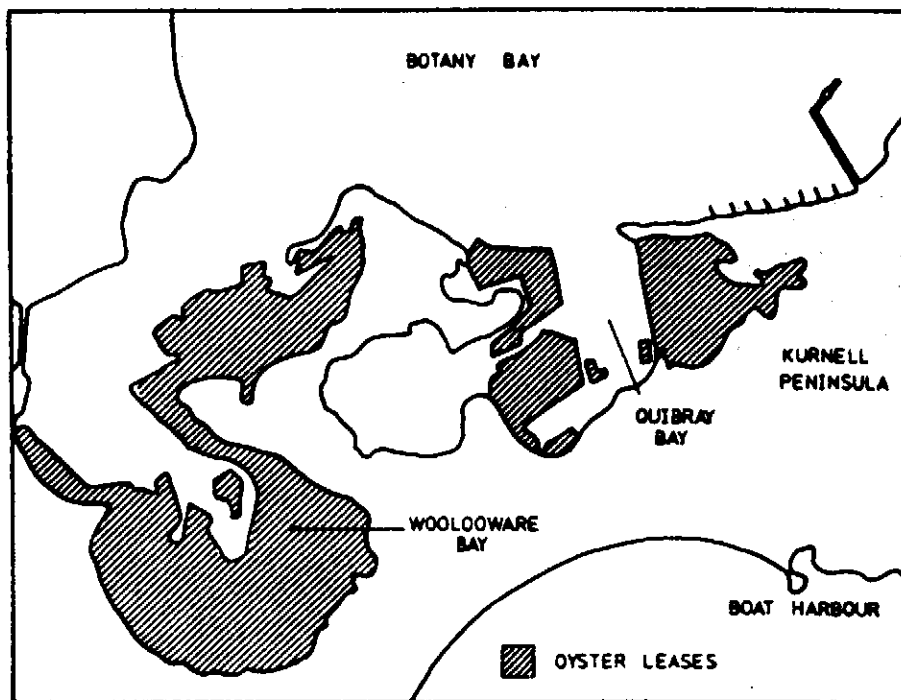 BOTANY BAY
KURNELL
PENINSULA
QUIBRAY
BAY
WOOLOOWARE
BAY
BOAT HARBOUR
OYSTER LEASES